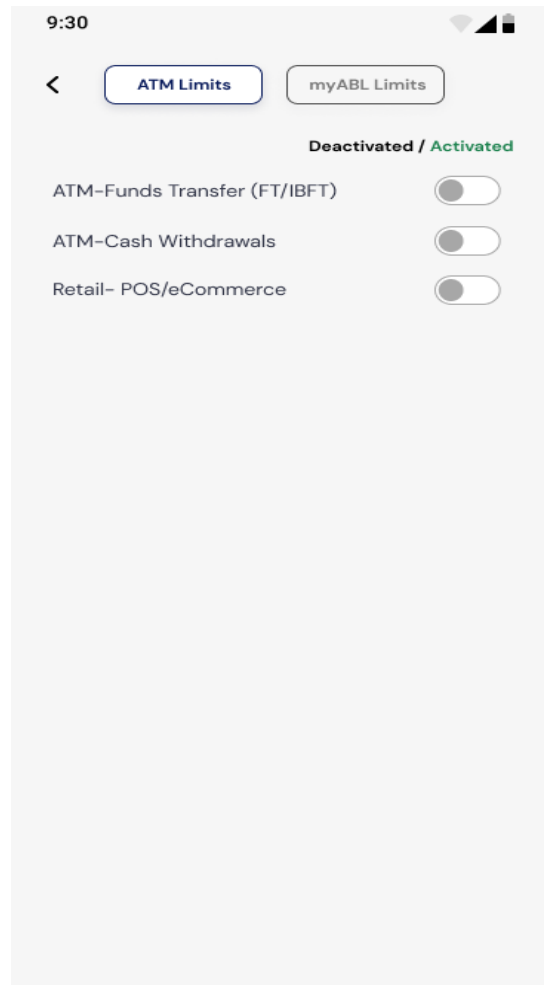 9:30
ATM Limits myABL Limits
Deactivated / Activated
ATM-Funds Transfer (FT/IBFT)
ATM-Cash Withdrawals
Retail- POS/eCommerce